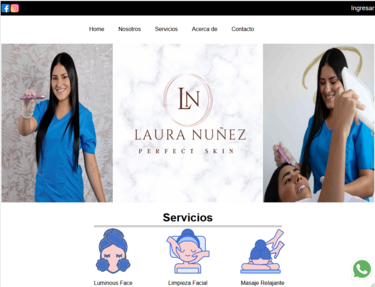 Ingresar
Home Nosotros Servicios Acerca de Contacto
LN
LAURA NUÑEZ
PERFECT SKIN
Servicios
Luminous Face Limpieza Facial Masaje Relajante